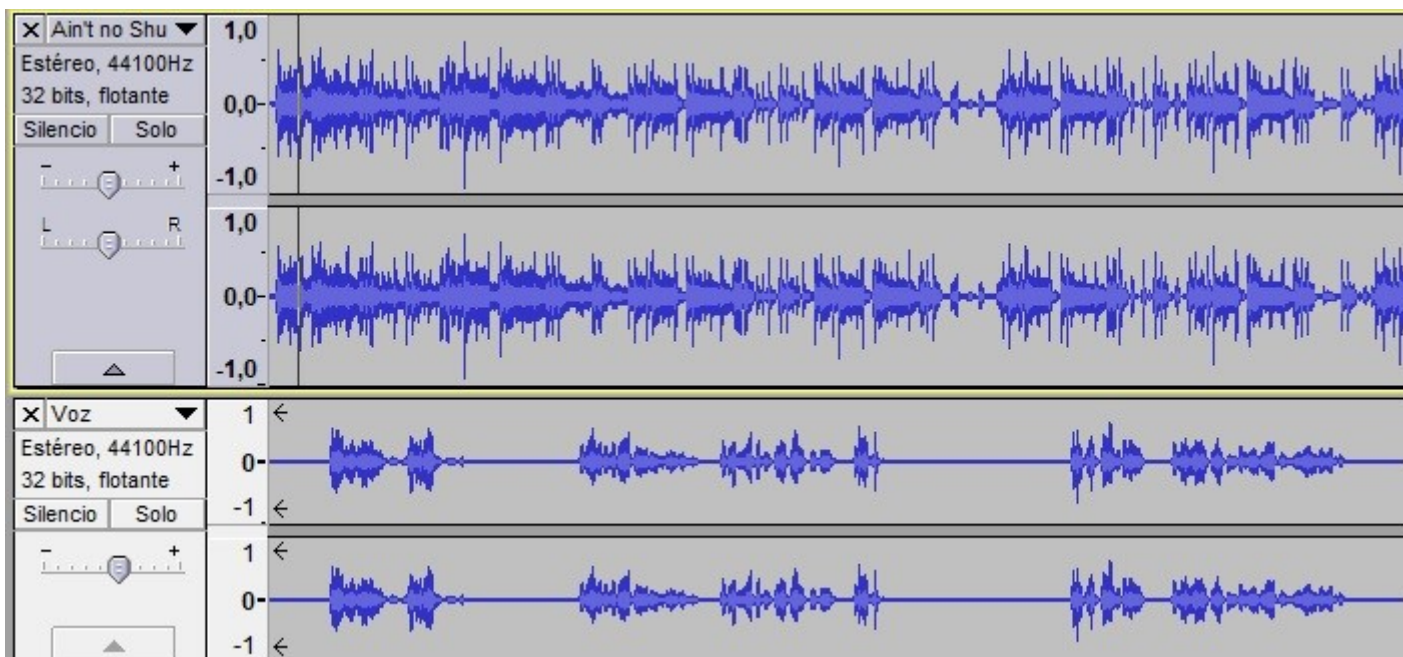 X Ain't no Shu
Estéreo, 44100Hz
32 bits, flotante
Silencio Solo
- +
L R
1,0
0,0-
-1,0
1,0
0,0-
-1,0
X Voz
Estéreo, 44100Hz
32 bits, flotante
Silencio Solo
- +
1
0-
-1
1
0-
-1